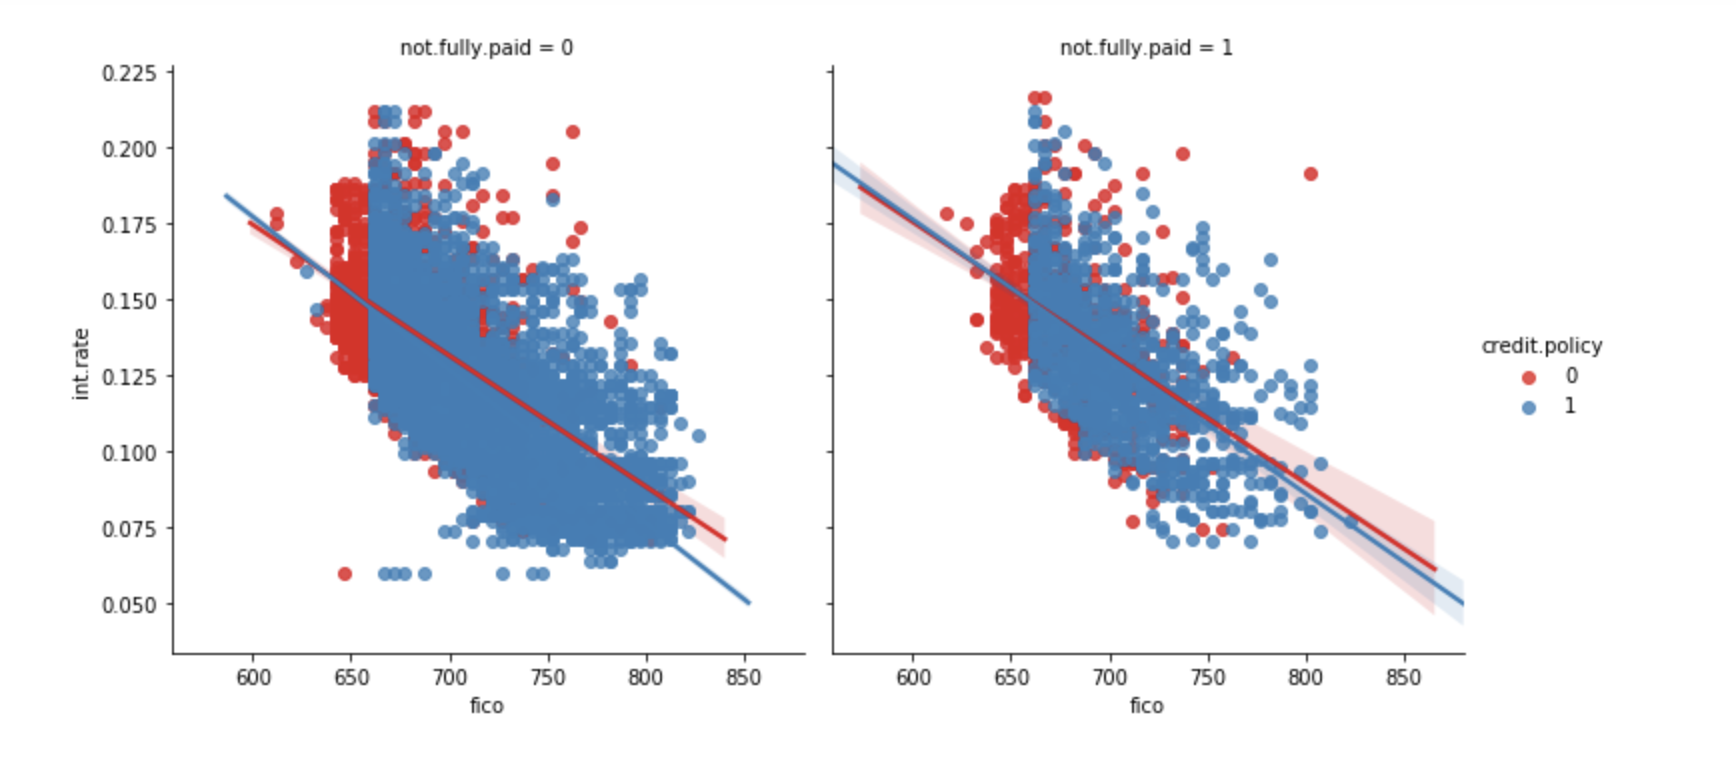 not.fully.paid = 0
not.fully.paid = 1
0.225
0.200
0.175
0.150
0.125
0.100
0.075
0.050
int.rate
600 650 700 750 800 850
fico
600 650 700 750 800 850
fico
credit.policy
0
1